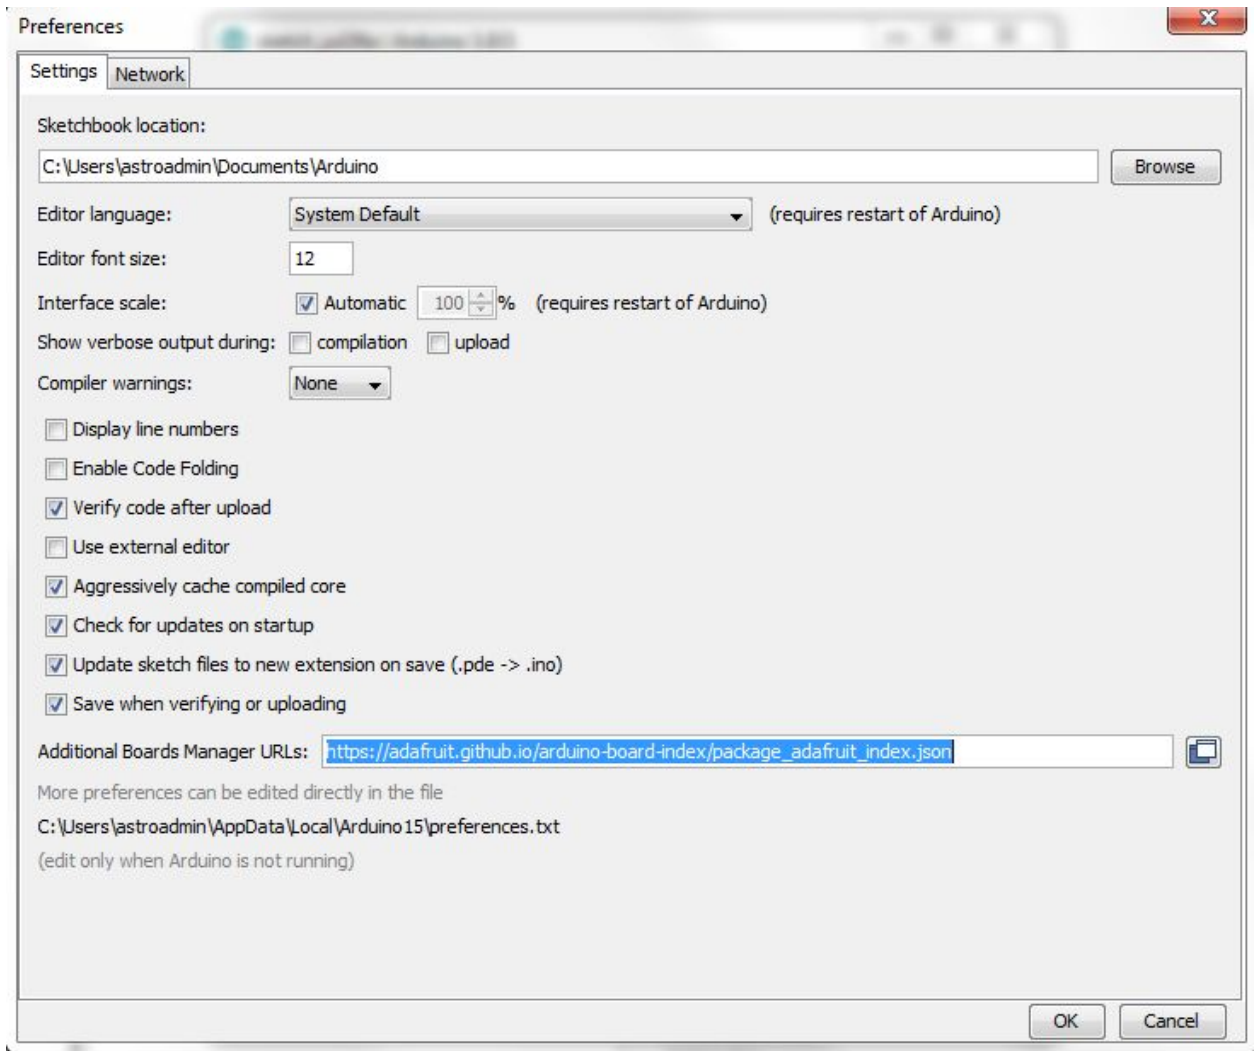 Preferences
Settings Network
Sketchbook location:
C:\Users\astroadmin\Documents\Arduino Browse
Editor language: System Default (requires restart of Arduino)
Editor font size: 12
Interface scale: Automatic 100 % (requires restart of Arduino)
Show verbose output during: compilation upload
Compiler warnings: None
Display line numbers
Enable Code Folding
Verify code after upload
Use external editor
Aggressively cache compiled core
Check for updates on startup
Update sketch files to new extension on save (.pde -> .ino)
Save when verifying or uploading
Additional Boards Manager URLs: https://adafruit.github.io/arduino-board-index/package_adafruit_index.json
More preferences can be edited directly in the file
C:\Users\astroadmin\AppData\Local\Arduino15\preferences.txt
(edit only when Arduino is not running)
OK Cancel